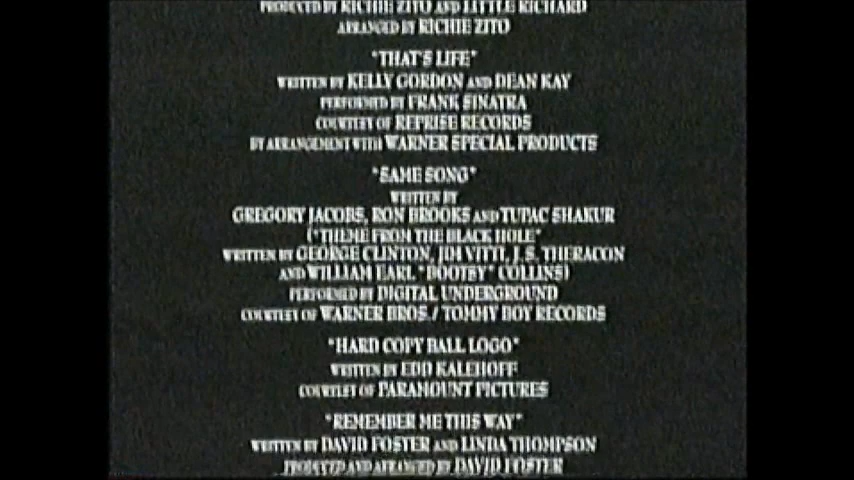 PRODUCED BY RICHIE ZITO AND LITTLE RICHARD
ARRANGED BY RICHIE ZITO
"THAT'S LIFE"
WRITTEN BY KELLY GORDON AND DEAN KAY
PERFORMED BY FRANK SINATRA
COURTESY OF REPRISE RECORDS
BY ARRANGEMENT WITH WARNER SPECIAL PRODUCTS
"SAME SONG"
WRITTEN BY
GREGORY JACOBS, RON BROOKS AND TUPAC SHAKUR
("THEME FROM THE BLACK HOLE"
WRITTEN BY GEORGE CLINTON, JIM VITTI, J.S. THERACON
AND WILLIAM EARL "BOOTSY" COLLINS)
PERFORMED BY DIGITAL UNDERGROUND
COURTESY OF WARNER BROS. / TOMMY BOY RECORDS
"HARD COPY BALL LOGO"
WRITTEN BY EDD KALEHOFF
COURTESY OF PARAMOUNT PICTURES
"REMEMBER ME THIS WAY"
WRITTEN BY DAVID FOSTER AND LINDA THOMPSON
PRODUCED AND ARRANGED BY DAVID FOSTER